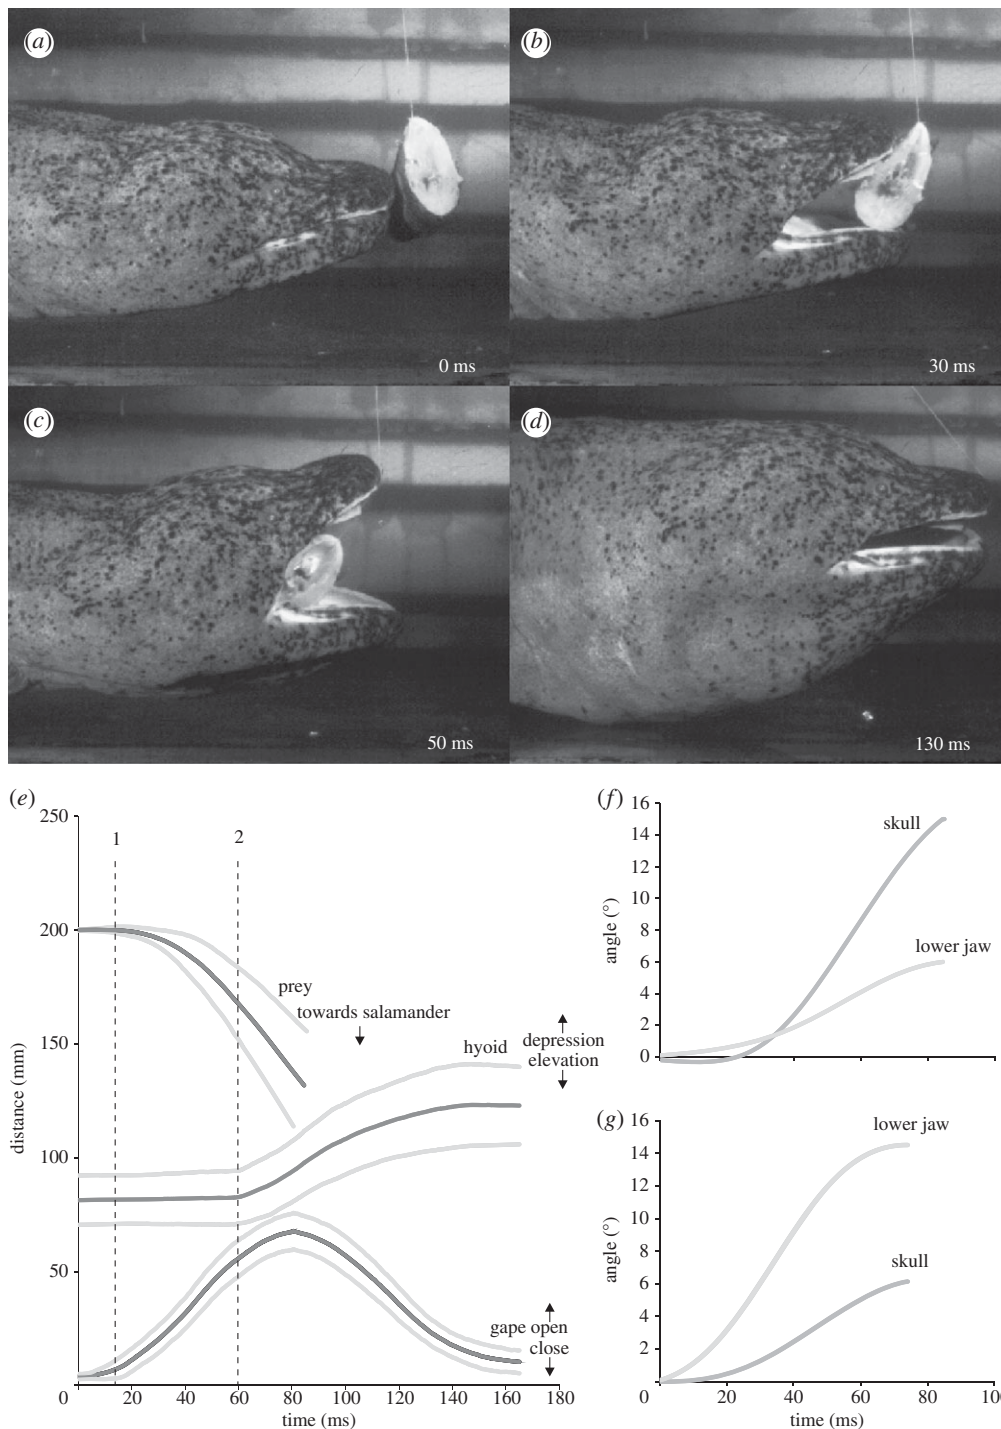 (a)
(b)
0 ms
30 ms
(c)
(d)
50 ms
130 ms
(e)
250
200
150
100
50
0
distance (mm)
1
2
prey
towards salamander
hyoid
depression
elevation
gape open
close
20 40 60 80 100 120 140 160 180
time (ms)
(f)
16
14
12
10
8
6
4
2
0
angle (°)
skull
lower jaw
(g)
16
14
12
10
8
6
4
2
0
angle (°)
lower jaw
skull
20 40 60 80 10
time (ms)